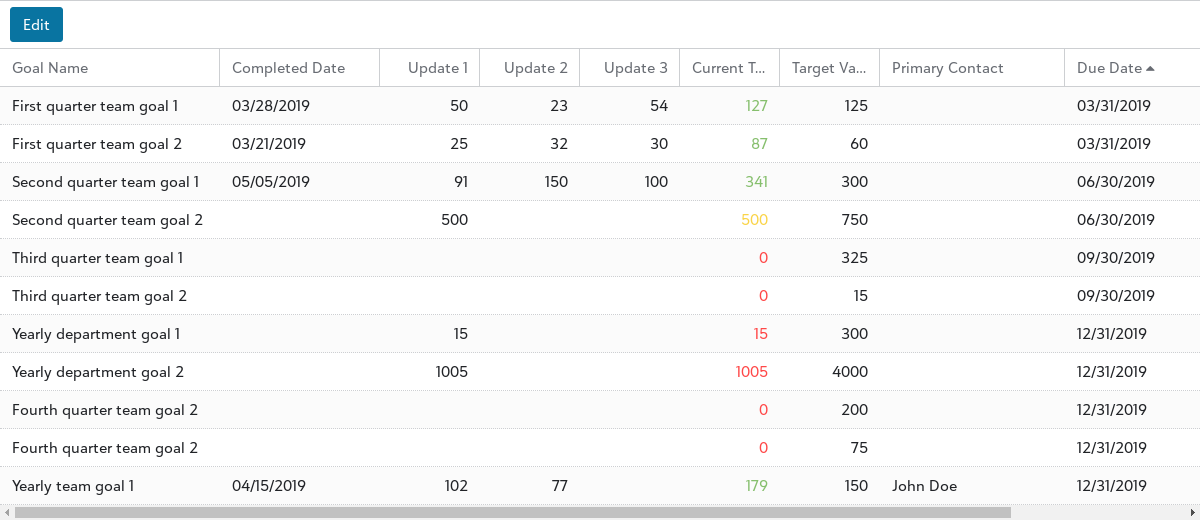 Edit
Goal Name Completed Date Update 1 Update 2 Update 3 Current T... Target Va... Primary Contact Due Date
First quarter team goal 1 03/28/2019 50 23 54 127 125 03/31/2019
First quarter team goal 2 03/21/2019 25 32 30 87 60 03/31/2019
Second quarter team goal 1 05/05/2019 91 150 100 341 300 06/30/2019
Second quarter team goal 2 500 500 750 06/30/2019
Third quarter team goal 1 0 325 09/30/2019
Third quarter team goal 2 0 15 09/30/2019
Yearly department goal 1 15 15 300 12/31/2019
Yearly department goal 2 1005 1005 4000 12/31/2019
Fourth quarter team goal 2 0 200 12/31/2019
Fourth quarter team goal 2 0 75 12/31/2019
Yearly team goal 1 04/15/2019 102 77 179 150 John Doe 12/31/2019